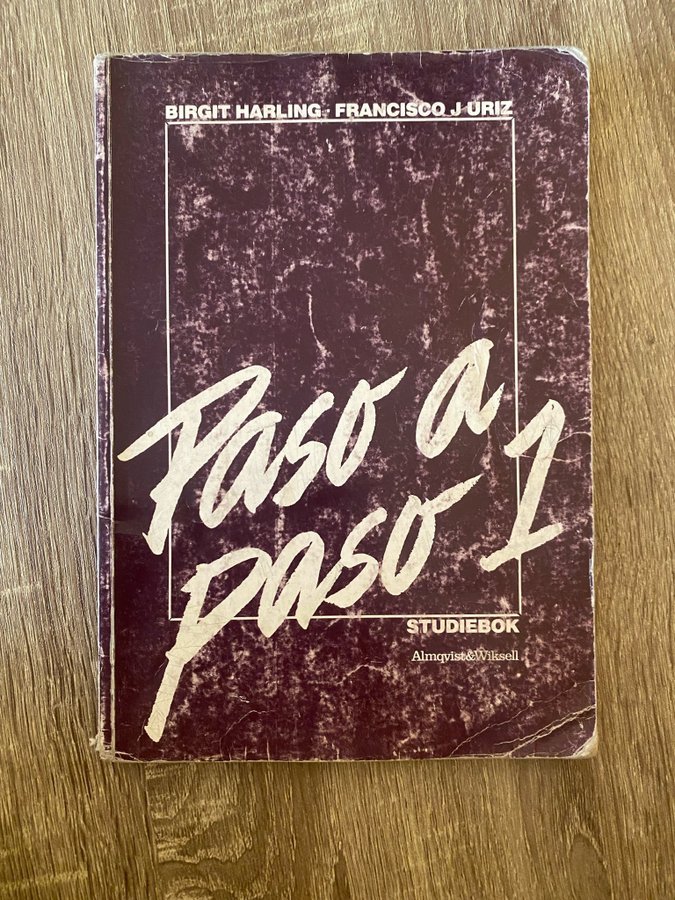 BIRGIT HARLING · FRANCISCO J URIZ
Paso a
paso 1
STUDIEBOK
Almqvist&Wiksell